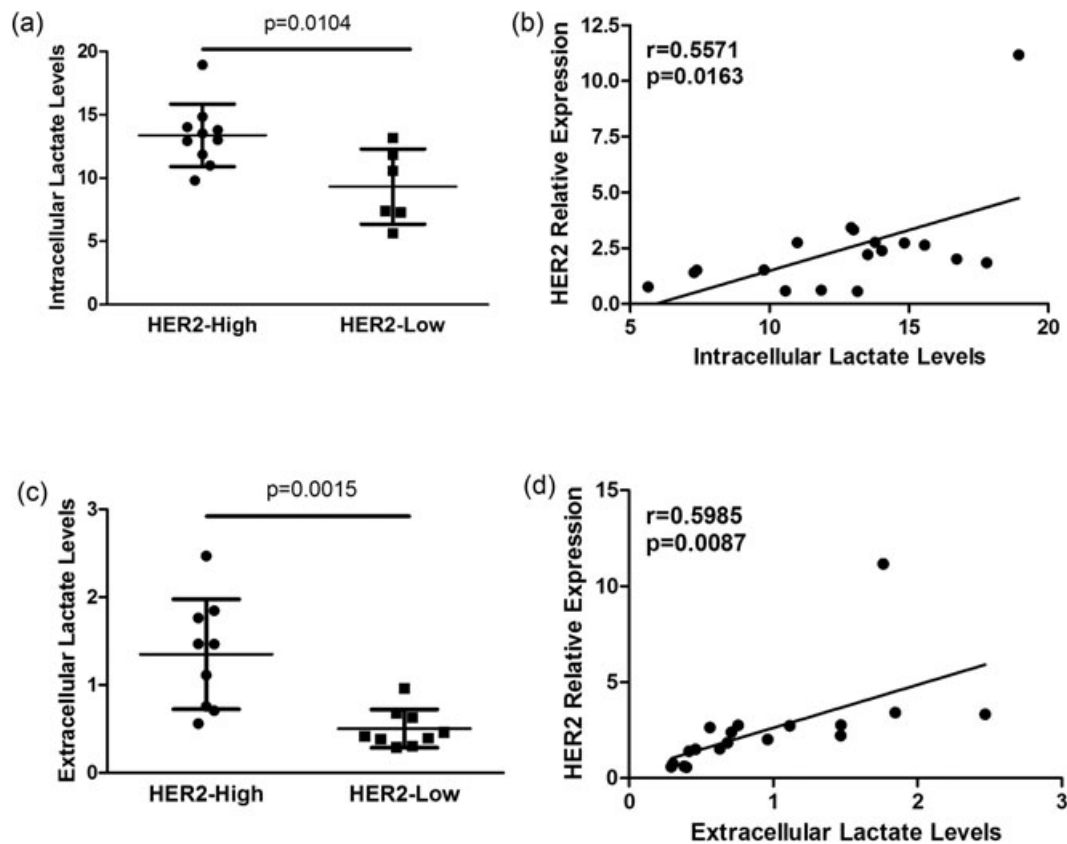 (a)
p=0.0104
20
15
10
5
0
Intracellular Lactate Levels
HER2-High HER2-Low
(b)
r=0.5571
p=0.0163
12.5
10.0
7.5
5.0
2.5
0.0
HER2 Relative Expression
5 10 15 20
Intracellular Lactate Levels
(c)
p=0.0015
3
2
1
0
Extracellular Lactate Levels
HER2-High HER2-Low
(d)
r=0.5985
p=0.0087
15
10
5
0
HER2 Relative Expression
0 1 2 3
Extracellular Lactate Levels